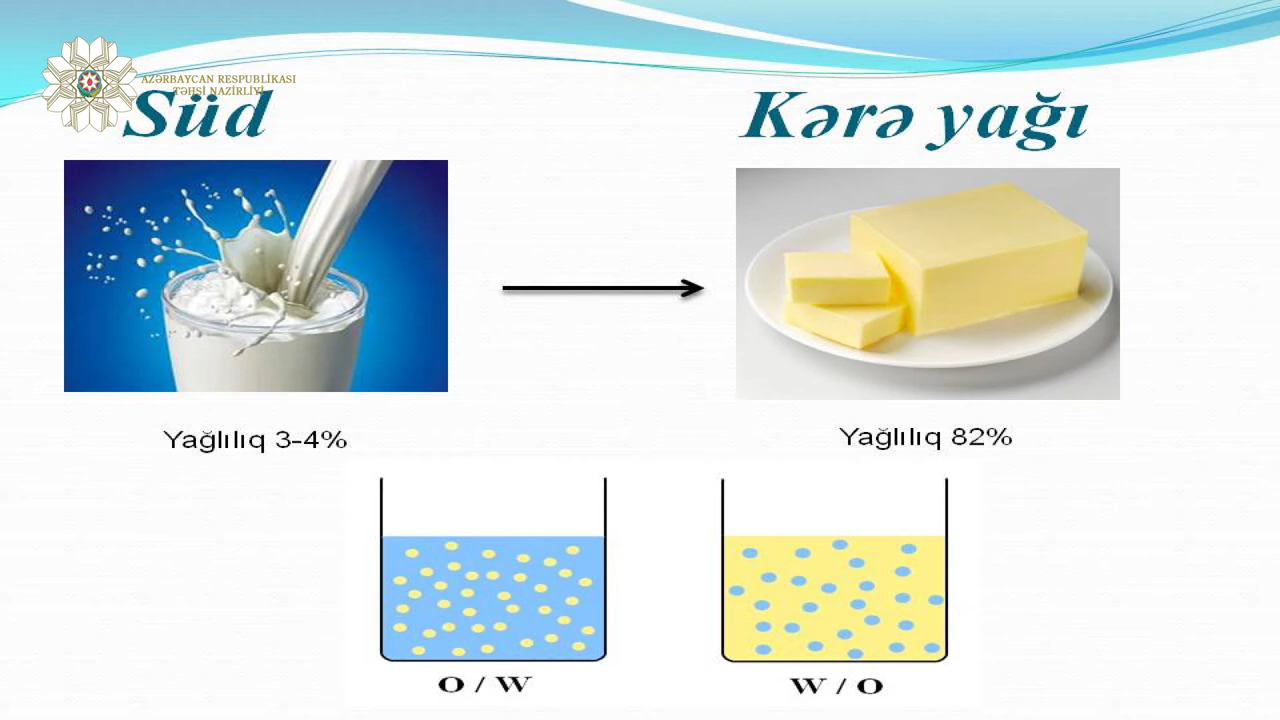 AZƏRBAYCAN RESPUBLİKASI
TƏHSİ NAZİRLİYİ
Süd
Kərə yağı
Yağlılıq 3-4%
Yağlılıq 82%
O / W
W / O